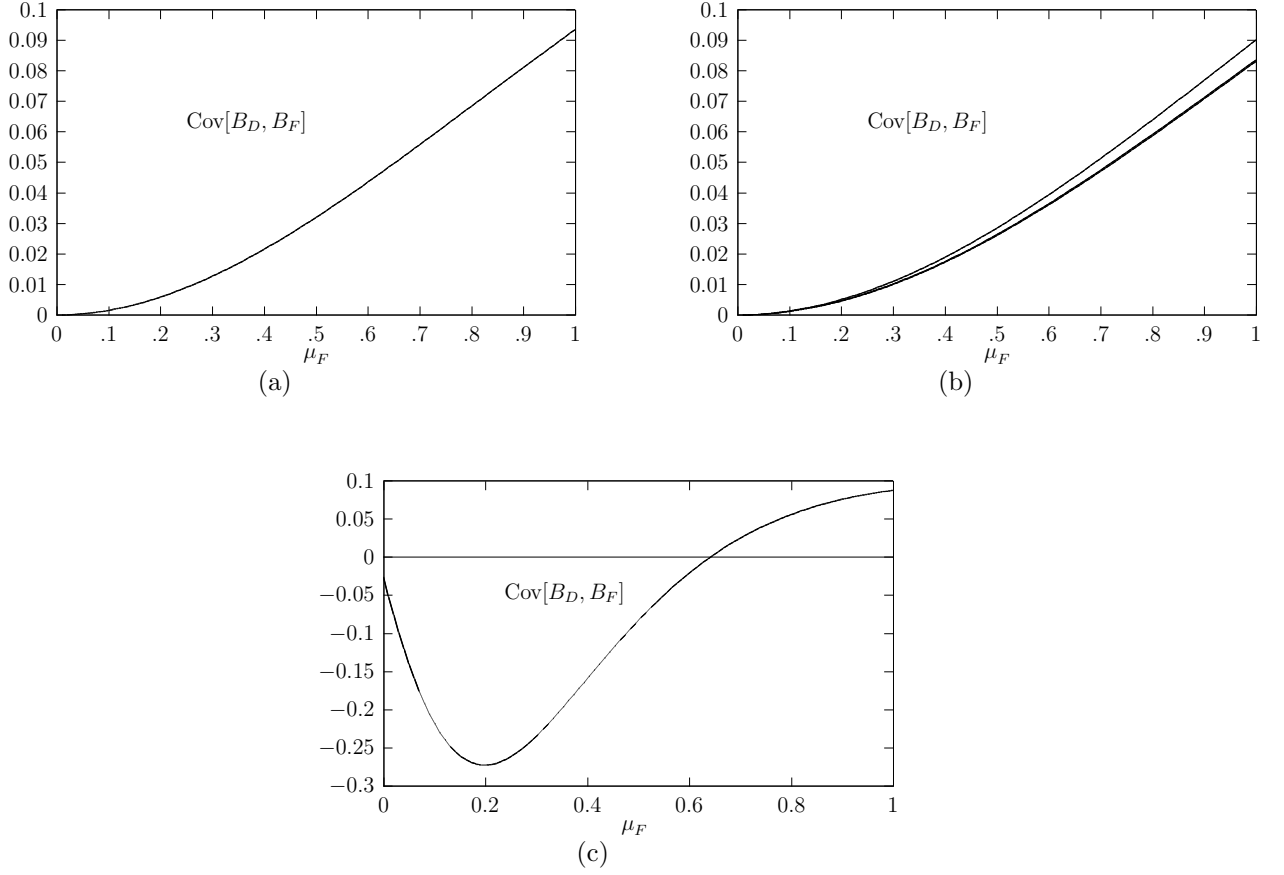 0.1
0.09
0.08
0.07
0.06
0.05
0.04
0.03
0.02
0.01
0
Cov[B_D, B_F]
0 .1 .2 .3 .4 .5 .6 .7 .8 .9 1
μ_F
(a)
0.1
0.09
0.08
0.07
0.06
0.05
0.04
0.03
0.02
0.01
0
Cov[B_D, B_F]
0 .1 .2 .3 .4 .5 .6 .7 .8 .9 1
μ_F
(b)
0.1
0.05
0
−0.05
−0.1
−0.15
−0.2
−0.25
−0.3
Cov[B_D, B_F]
0 0.2 0.4 0.6 0.8 1
μ_F
(c)